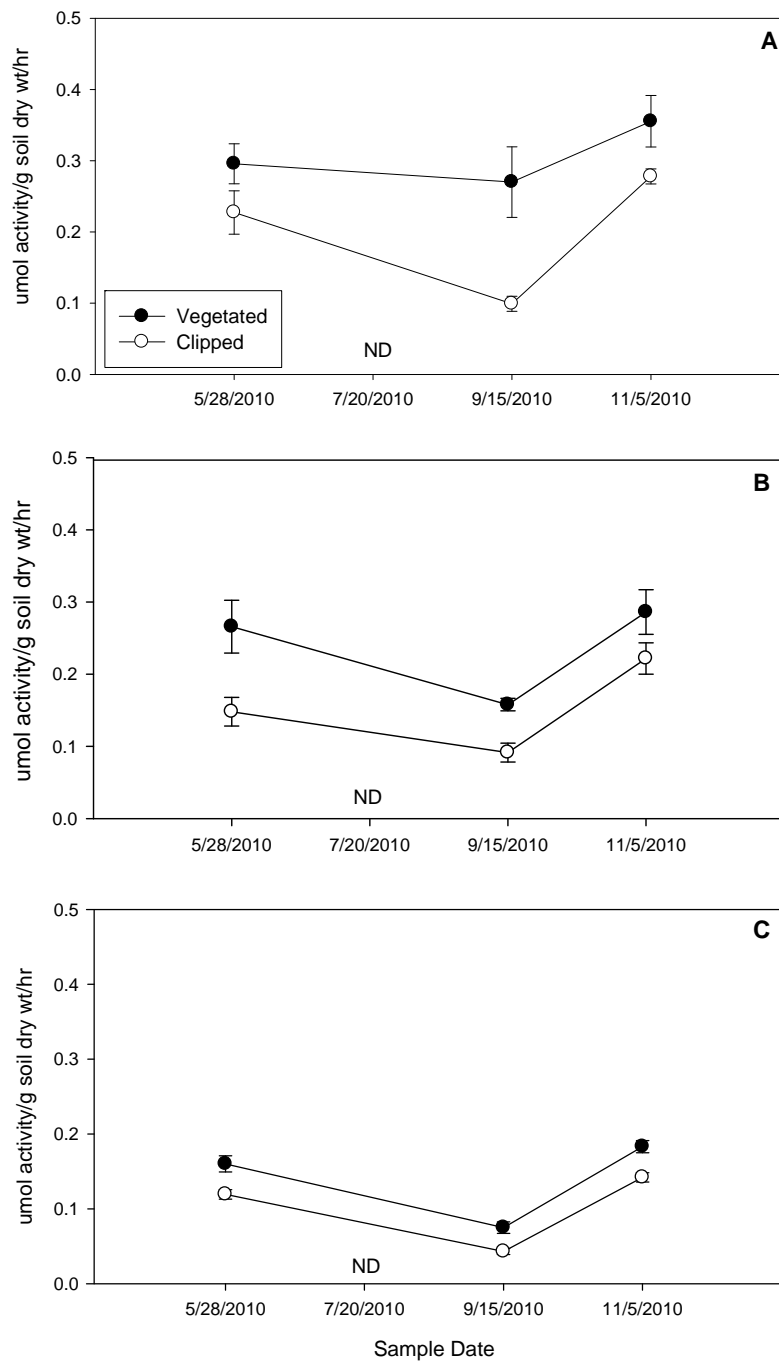 A
0.5
0.4
0.3
0.2
0.1
0.0
umol activity/g soil dry wt/hr
Vegetated
Clipped
ND
5/28/2010 7/20/2010 9/15/2010 11/5/2010
B
0.5
0.4
0.3
0.2
0.1
0.0
umol activity/g soil dry wt/hr
ND
5/28/2010 7/20/2010 9/15/2010 11/5/2010
C
0.5
0.4
0.3
0.2
0.1
0.0
umol activity/g soil dry wt/hr
ND
5/28/2010 7/20/2010 9/15/2010 11/5/2010
Sample Date